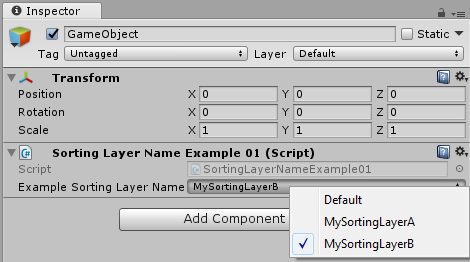 Inspector
GameObject Static
Tag Untagged Layer Default
Transform
Position X 0 Y 0 Z 0
Rotation X 0 Y 0 Z 0
Scale X 1 Y 1 Z 1
Sorting Layer Name Example 01 (Script)
Script SortingLayerNameExample01
Example Sorting Layer Name MySortingLayerB
Default
Add Component MySortingLayerA
MySortingLayerB